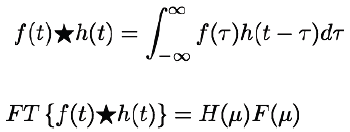 f(t)★h(t) = ∫_{-∞}^{∞} f(τ)h(t − τ)dτ
FT {f(t)★h(t)} = H(μ)F(μ)